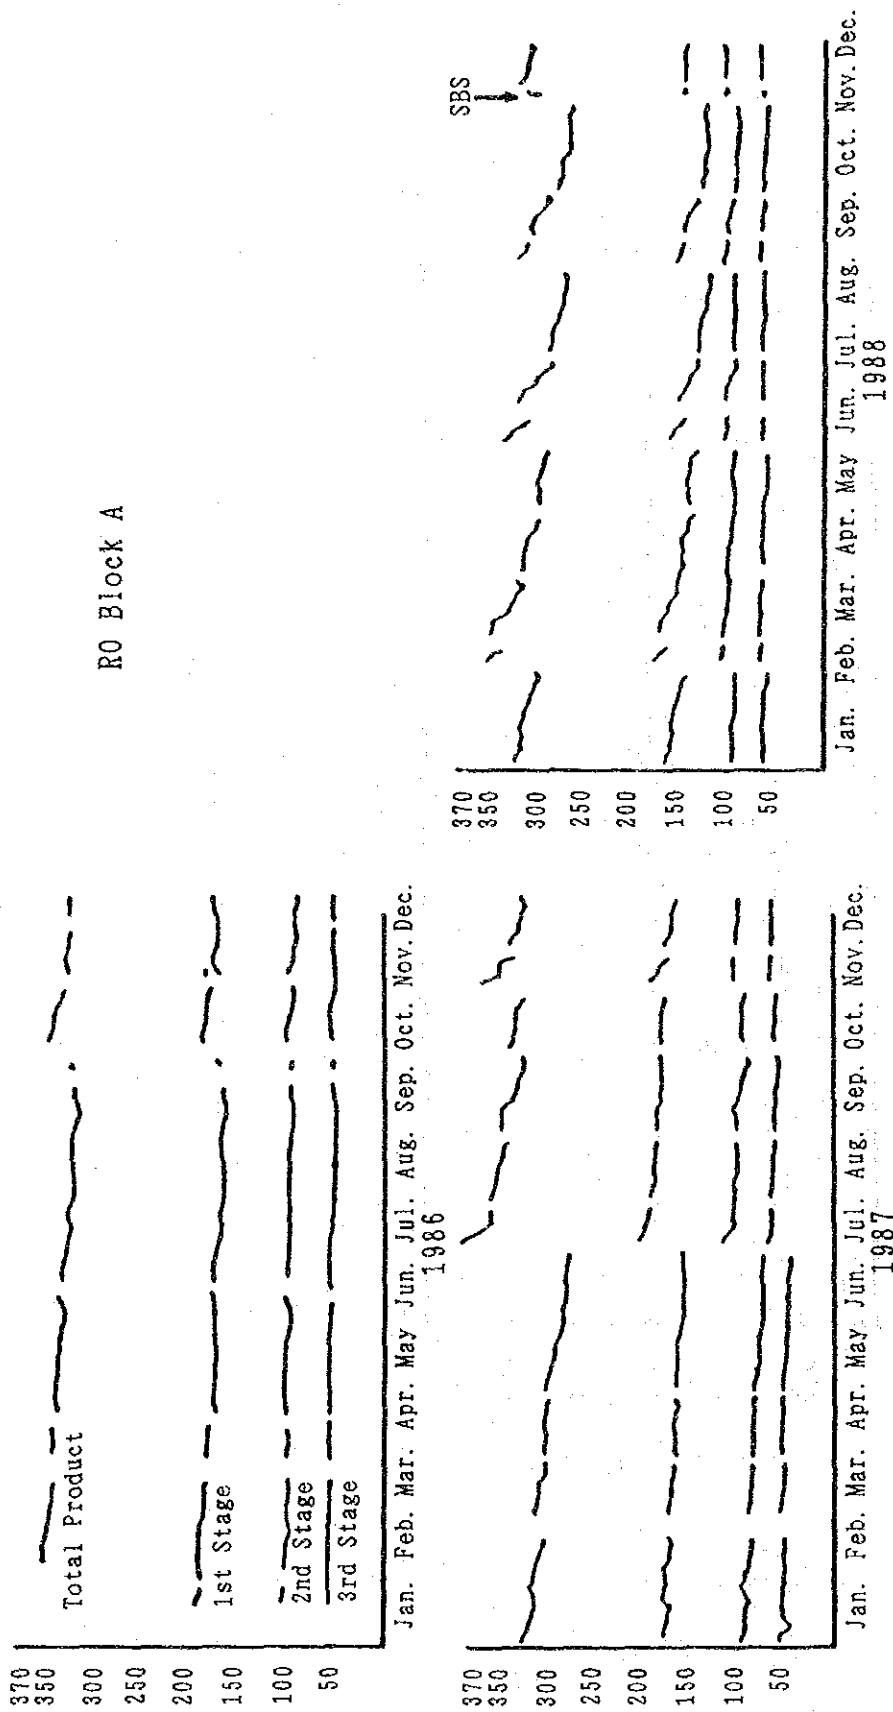 RO Block A
370
350
300
200
150
100
50
Total Product
1st Stage
2nd Stage
3rd Stage
Jan. Feb. Mar. Apr. May Jun. Jul. Aug. Sep. Oct. Nov. Dec.
1986
370
350
300
250
200
150
100
50
Jan. Feb. Mar. Apr. May Jun. Jul. Aug. Sep. Oct. Nov. Dec.
1987
370
350
300
250
200
150
100
50
SBS
Jan. Feb. Mar. Apr. May Jun. Jul. Aug. Sep. Oct. Nov. Dec.
1988